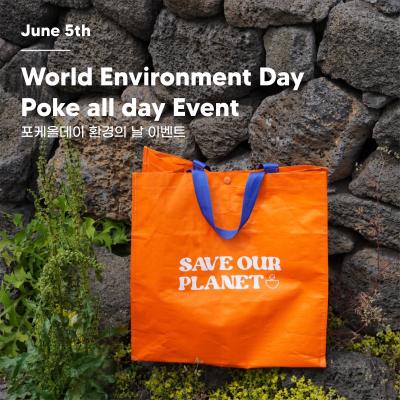 June 5th
World Environment Day
Poke all day Event
포케올데이 환경의 날 이벤트
SAVE OUR
PLANET